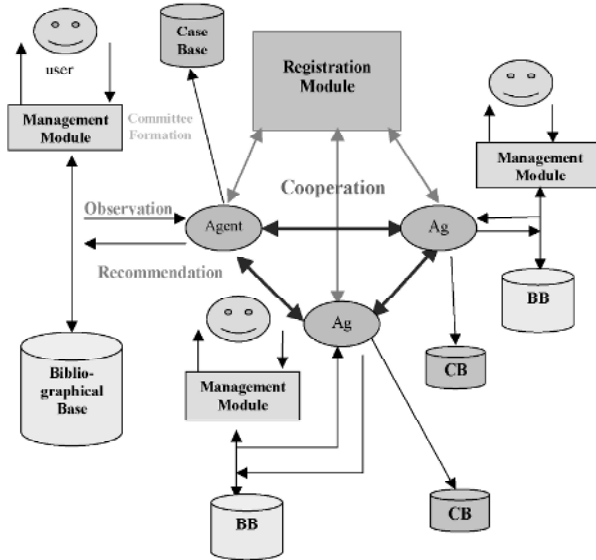 Case
Base
user
Registration
Module
Management
Module
Committee
Formation
Management
Module
Cooperation
Observation
Agent
Ag
Recommendation
BB
Ag
Biblio-
graphical
Base
Management
Module
CB
BB
CB